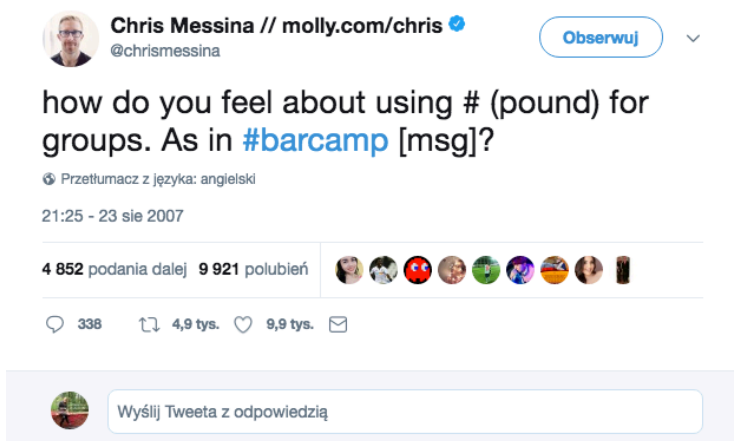 Chris Messina // molly.com/chris
@chrismessina
Obserwuj
how do you feel about using # (pound) for
groups. As in #barcamp [msg]?
Przetłumacz z języka: angielski
21:25 - 23 sie 2007
4 852 podania dalej 9 921 polubień
338 4,9 tys. 9,9 tys.
Wyślij Tweeta z odpowiedzią